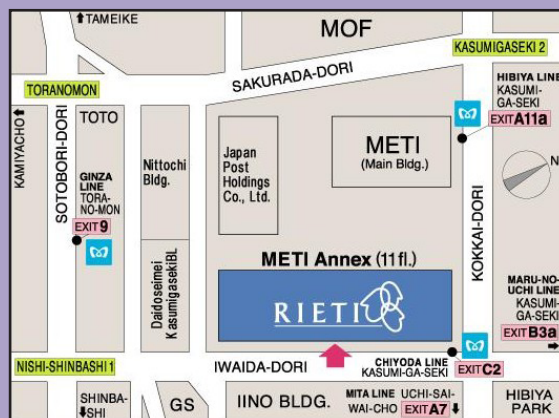 ↑TAMEIKE
MOF
KASUMIGASEKI 2
SAKURADA-DORI
TORANOMON
HIBIYA LINE
KASUMI-
GA-SEKI
EXIT A11a
KAMIYACHO↑
SOTOBORI-DORI
TOTO
GINZA
LINE
TORA-
NO-MON
EXIT 9
Nittochi
Bldg.
Japan
Post
Holdings
Co., Ltd.
METI
(Main Bldg.)
N
KOKKAI-DORI
Daidoseimei
KasumigasekiBL
METI Annex (11 fl.)
RIETI
MARU-NO-
UCHI LINE
KASUMI-
GA-SEKI
EXIT B3a
→
NISHI-SHINBASHI 1
IWAIDA-DORI
CHIYODA LINE
KASUMI-GA-SEKI
EXIT C2
SHINBA-
↓SHI
GS
IINO BLDG.
MITA LINE UCHI-SAI-
WAI-CHO EXIT A7 ↓
HIBIYA
PARK